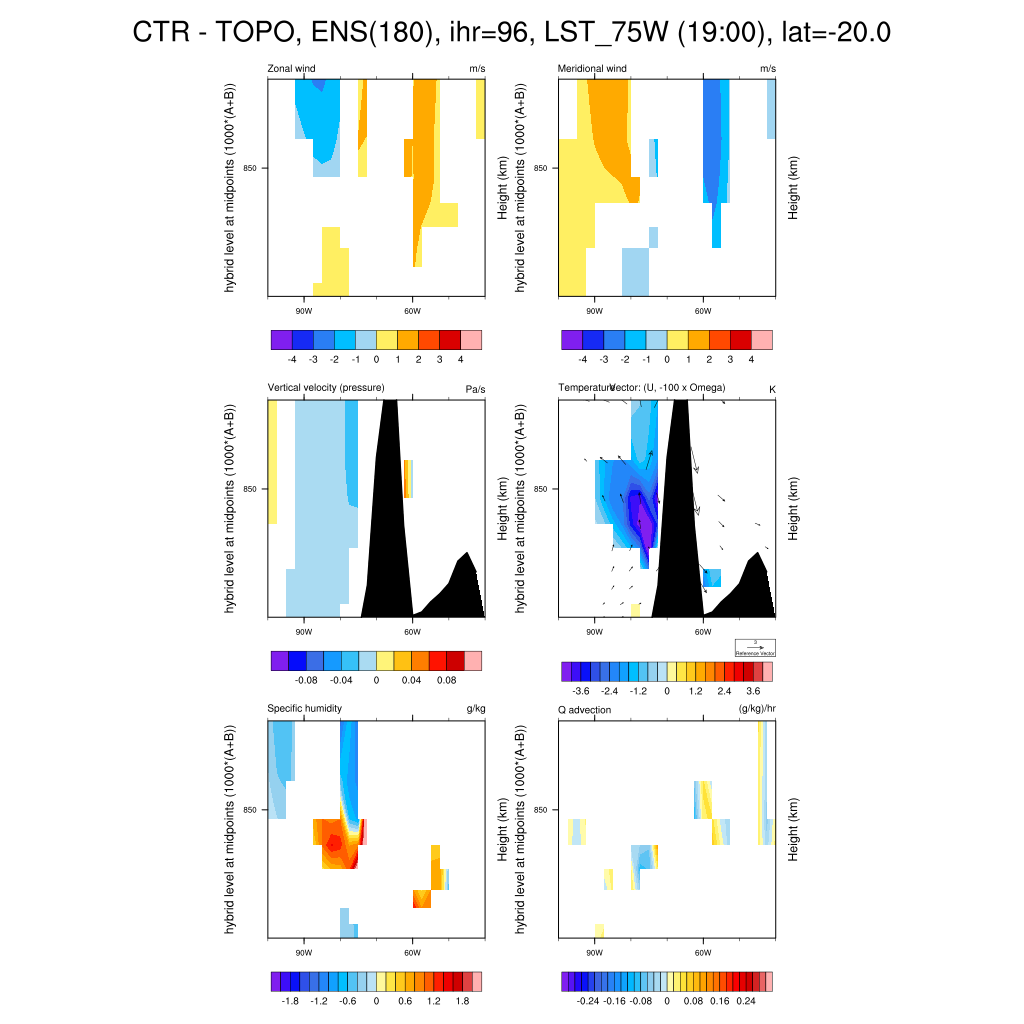 CTR - TOPO, ENS(180), ihr=96, LST_75W (19:00), lat=-20.0
Zonal wind m/s
hybrid level at midpoints (1000*(A+B))
850
Height (km)
90W 60W
-4 -3 -2 -1 0 1 2 3 4
Meridional wind m/s
hybrid level at midpoints (1000*(A+B))
850
Height (km)
90W 60W
-4 -3 -2 -1 0 1 2 3 4
Vertical velocity (pressure) Pa/s
hybrid level at midpoints (1000*(A+B))
850
Height (km)
90W 60W
-0.08 -0.04 0 0.04 0.08
Temperature Vector: (U, -100 x Omega) K
hybrid level at midpoints (1000*(A+B))
850
Height (km)
90W 60W
3
Reference Vector
-3.6 -2.4 -1.2 0 1.2 2.4 3.6
Specific humidity g/kg
hybrid level at midpoints (1000*(A+B))
850
Height (km)
90W 60W
-1.8 -1.2 -0.6 0 0.6 1.2 1.8
Q advection (g/kg)/hr
hybrid level at midpoints (1000*(A+B))
850
Height (km)
90W 60W
-0.24 -0.16 -0.08 0 0.08 0.16 0.24